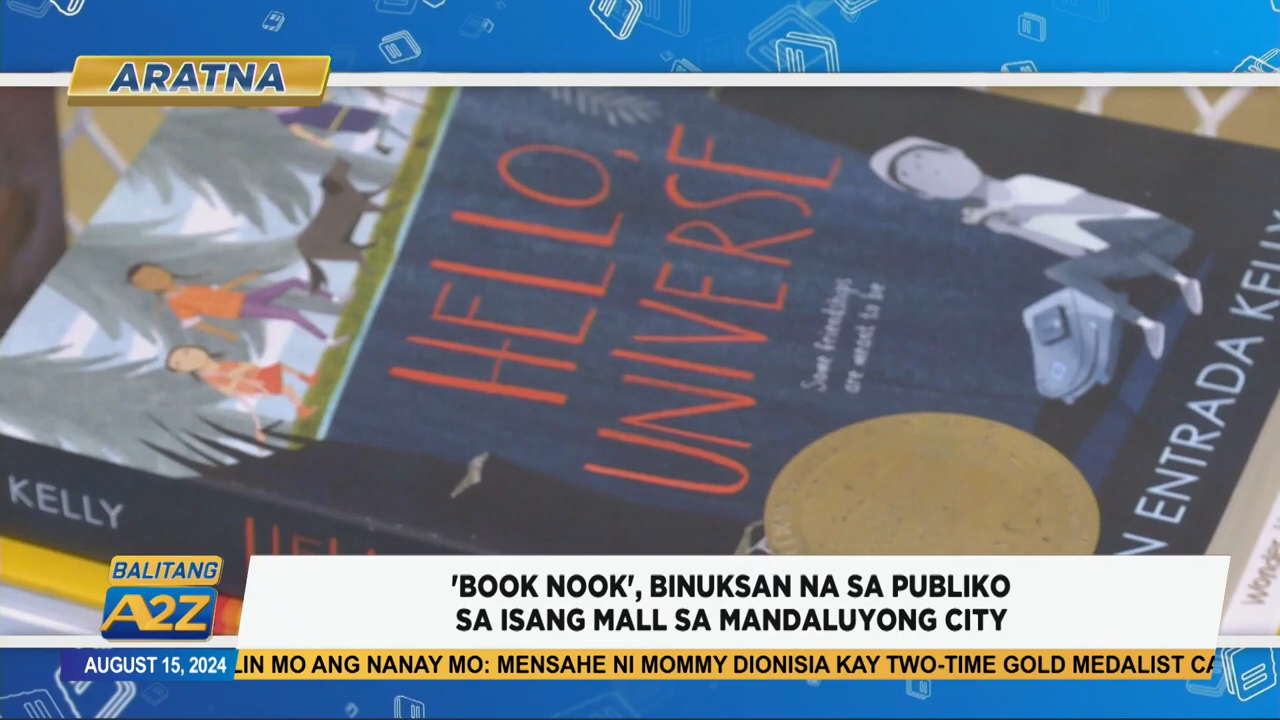 ARATNA
HELLO,
UNIVERSE
Some friendships
are meant to be
N ENTRADA KELLY
KELLY
BALITANG
A2Z
'BOOK NOOK', BINUKSAN NA SA PUBLIKO
SA ISANG MALL SA MANDALUYONG CITY
AUGUST 15, 2024
LIN MO ANG NANAY MO: MENSAHE NI MOMMY DIONISIA KAY TWO-TIME GOLD MEDALIST CA